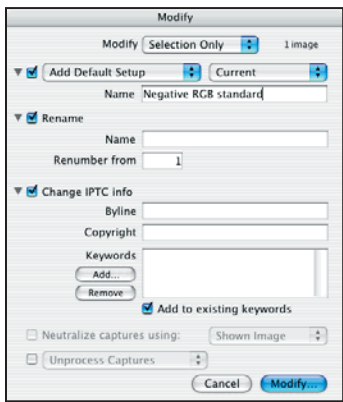 Modify
Modify Selection Only 1 image
Add Default Setup Current
Name Negative RGB standard
Rename
Name
Renumber from 1
Change IPTC info
Byline
Copyright
Keywords
Add...
Remove
Add to existing keywords
Neutralize captures using: Shown Image
Unprocess Captures
Cancel Modify...